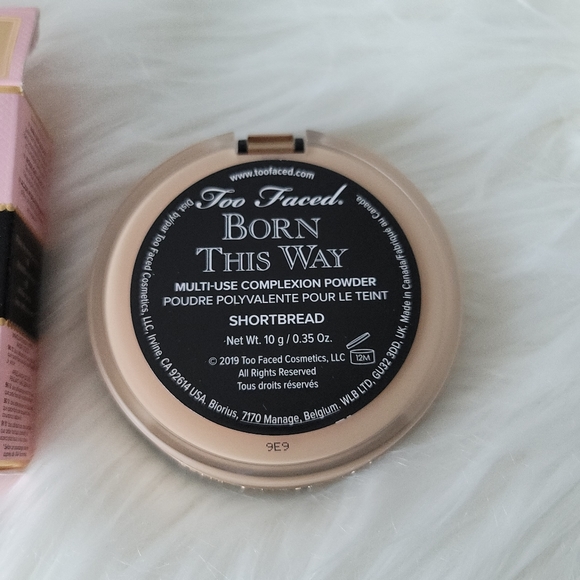 www.toofaced.com
Too Faced®
BORN
THIS WAY
MULTI-USE COMPLEXION POWDER
POUDRE POLYVALENTE POUR LE TEINT
SHORTBREAD
Net Wt. 10 g / 0.35 Oz.
© 2019 Too Faced Cosmetics, LLC
All Rights Reserved
Tous droits réservés
12M
Dist. by/par Too Faced Cosmetics, LLC, Irvine, CA 92614 USA. Biorius, 7170 Manage, Belgium. WLB LTD, GU32 3DD, UK. Made in Canada/Fabriqué au Canada.
9E9